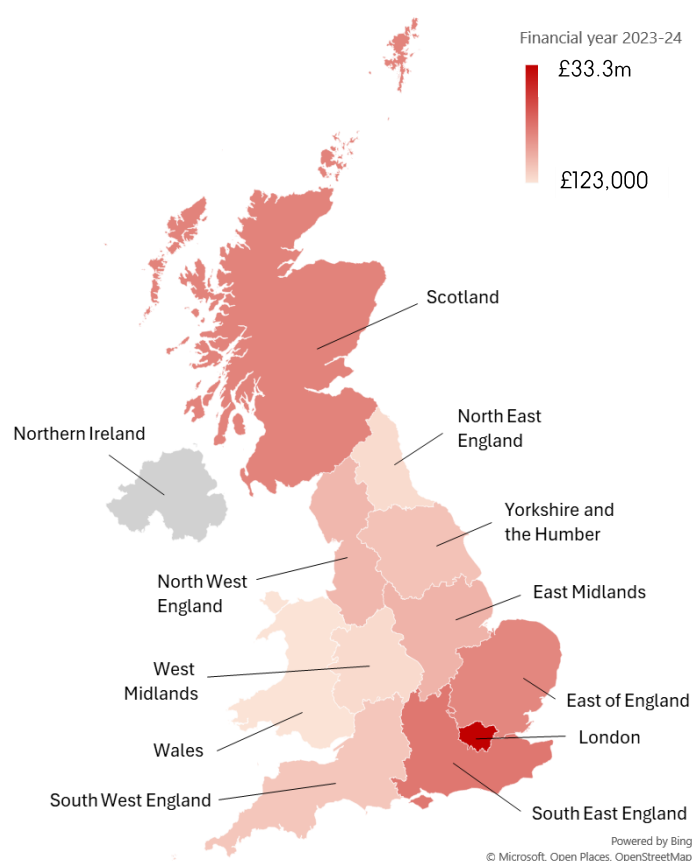 Financial year 2023-24
£33.3m
£123,000
Scotland
North East
England
Northern Ireland
Yorkshire and
the Humber
North West
England
East Midlands
West
Midlands
East of England
London
Wales
South West England
South East England
Powered by Bing
© Microsoft, Open Places, OpenStreetMap